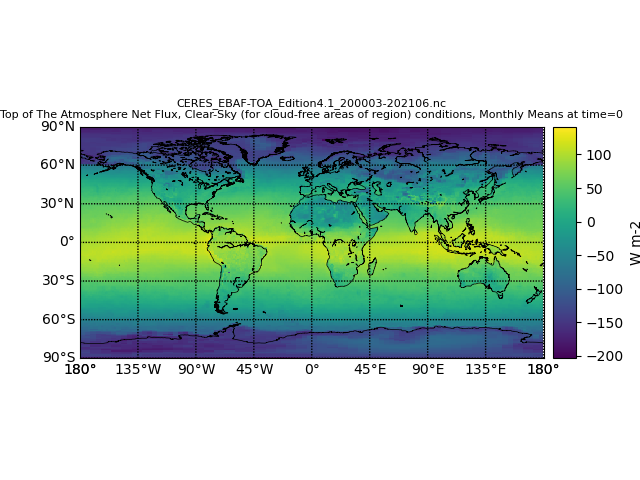 CERES_EBAF-TOA_Edition4.1_200003-202106.nc
Top of The Atmosphere Net Flux, Clear-Sky (for cloud-free areas of region) conditions, Monthly Means at time=0
90°N
60°N
30°N
0°
30°S
60°S
90°S
180° 135°W 90°W 45°W 0° 45°E 90°E 135°E 180°
100
50
0
−50
−100
−150
−200
W m-2